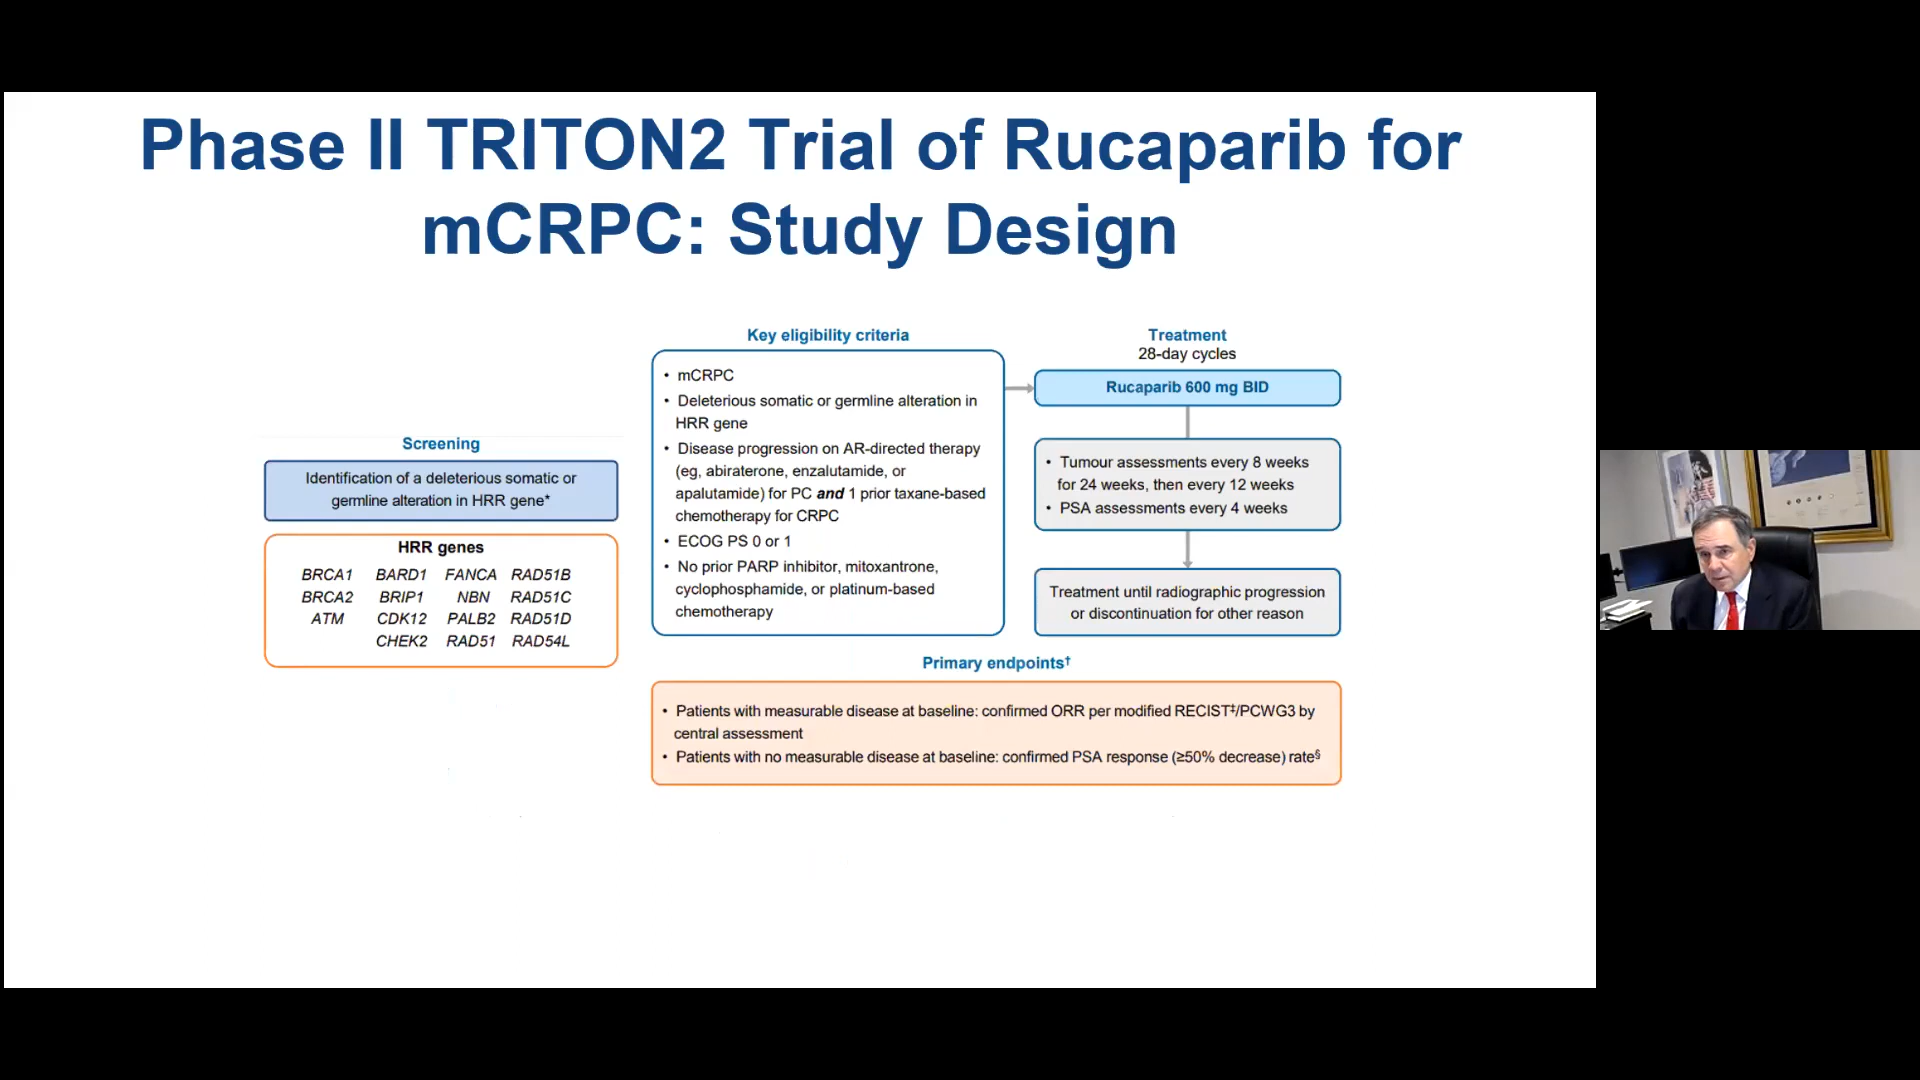 Phase II TRITON2 Trial of Rucaparib for
mCRPC: Study Design
Screening
Identification of a deleterious somatic or
germline alteration in HRR gene*
HRR genes
BRCA1 BARD1 FANCA RAD51B
BRCA2 BRIP1 NBN RAD51C
ATM CDK12 PALB2 RAD51D
CHEK2 RAD51 RAD54L
Key eligibility criteria
• mCRPC
• Deleterious somatic or germline alteration in
HRR gene
• Disease progression on AR-directed therapy
(eg, abiraterone, enzalutamide, or
apalutamide) for PC and 1 prior taxane-based
chemotherapy for CRPC
• ECOG PS 0 or 1
• No prior PARP inhibitor, mitoxantrone,
cyclophosphamide, or platinum-based
chemotherapy
Treatment
28-day cycles
Rucaparib 600 mg BID
• Tumour assessments every 8 weeks
for 24 weeks, then every 12 weeks
• PSA assessments every 4 weeks
Treatment until radiographic progression
or discontinuation for other reason
Primary endpoints†
• Patients with measurable disease at baseline: confirmed ORR per modified RECIST‡/PCWG3 by
central assessment
• Patients with no measurable disease at baseline: confirmed PSA response (≥50% decrease) rate§